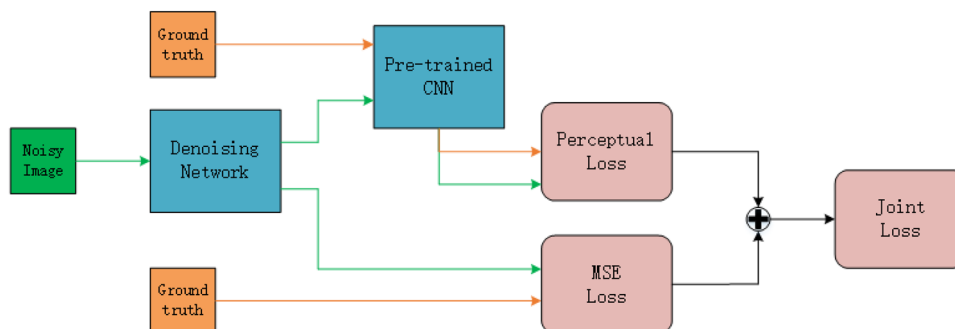 Ground
truth
Pre-trained
CNN
Noisy
Image
Denoising
Network
Perceptual
Loss
Joint
Loss
MSE
Loss
Ground
truth